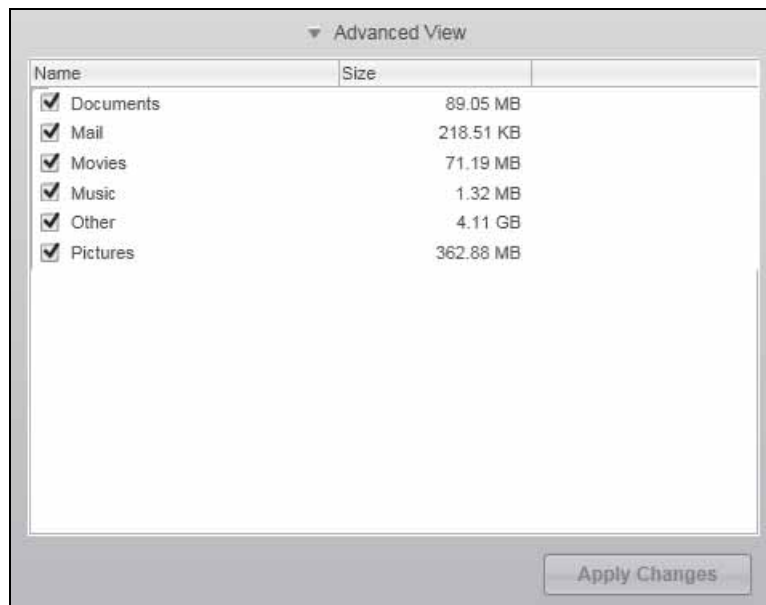 Advanced View
Name Size
Documents 89.05 MB
Mail 218.51 KB
Movies 71.19 MB
Music 1.32 MB
Other 4.11 GB
Pictures 362.88 MB
Apply Changes